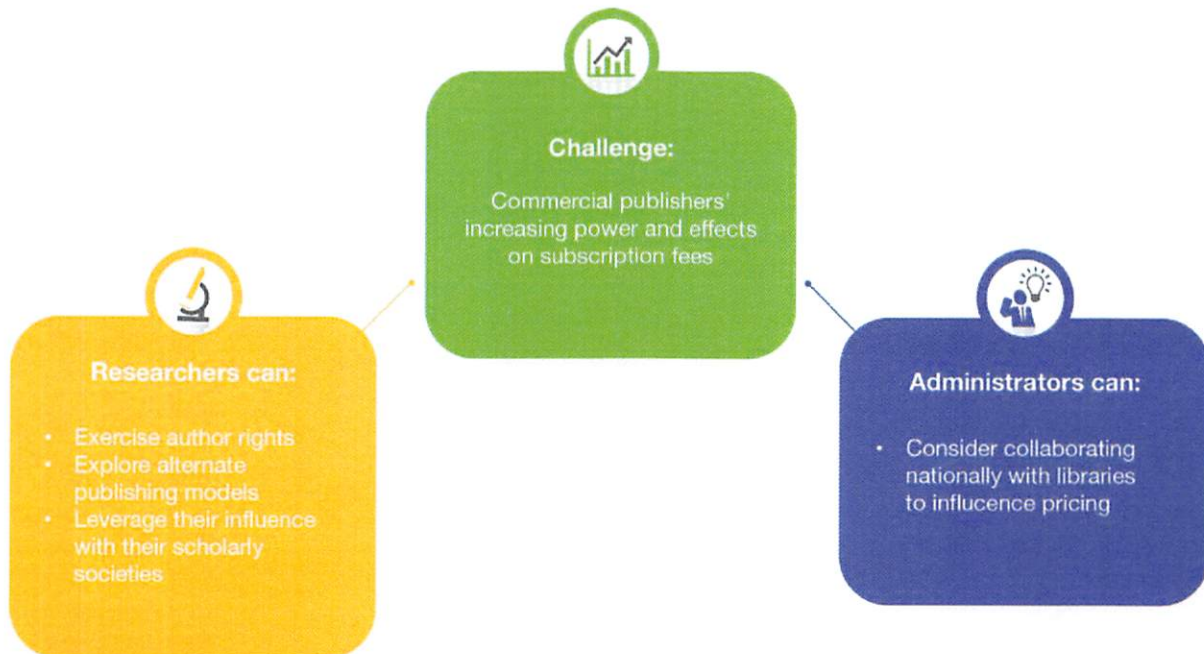 Challenge:
Commercial publishers'
increasing power and effects
on subscription fees
Researchers can:
• Exercise author rights
• Explore alternate
publishing models
• Leverage their influence
with their scholarly
societies
Administrators can:
• Consider collaborating
nationally with libraries
to influcence pricing